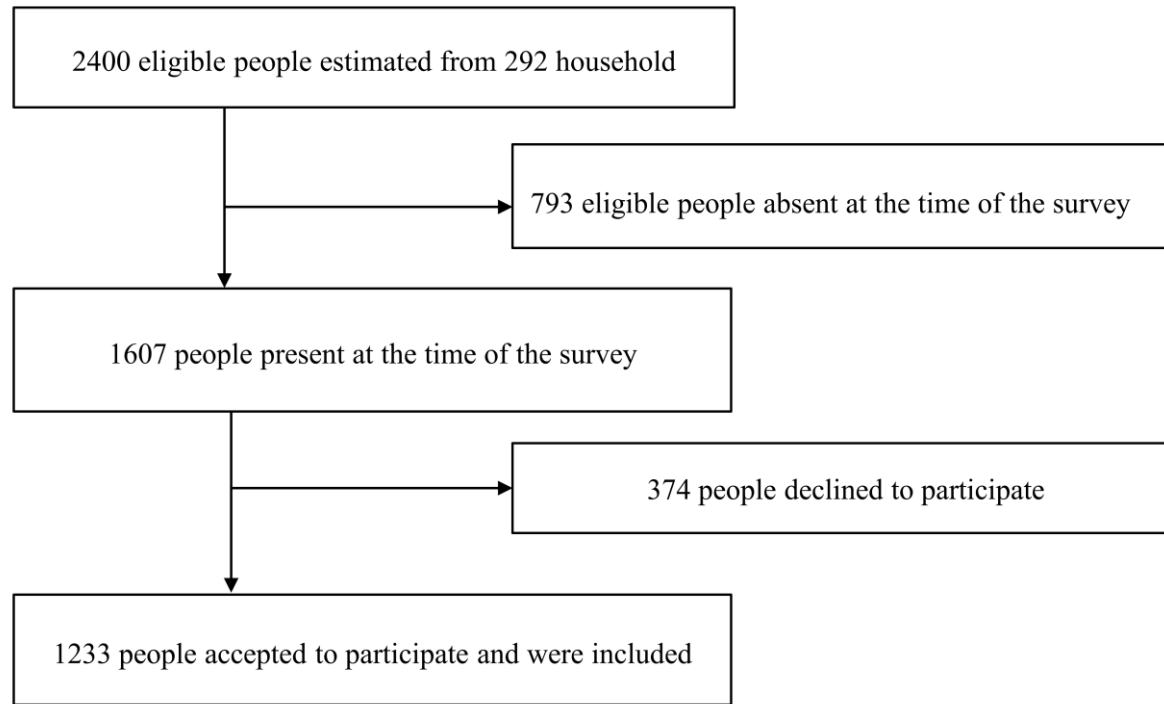 2400 eligible people estimated from 292 household
793 eligible people absent at the time of the survey
1607 people present at the time of the survey
374 people declined to participate
1233 people accepted to participate and were included